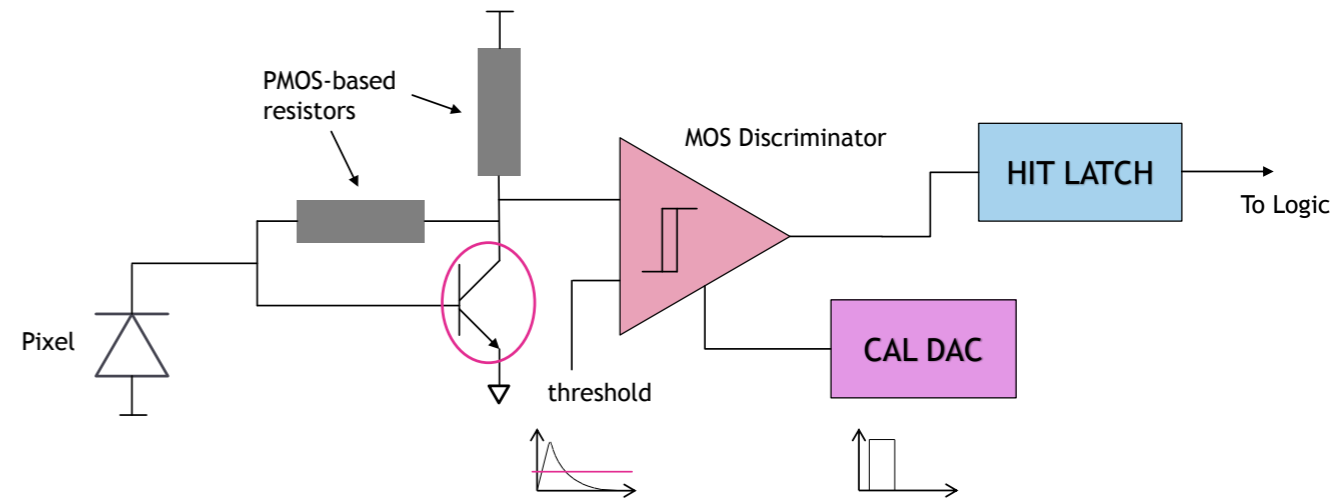 PMOS-based
resistors
MOS Discriminator
HIT LATCH
To Logic
Pixel
CAL DAC
threshold